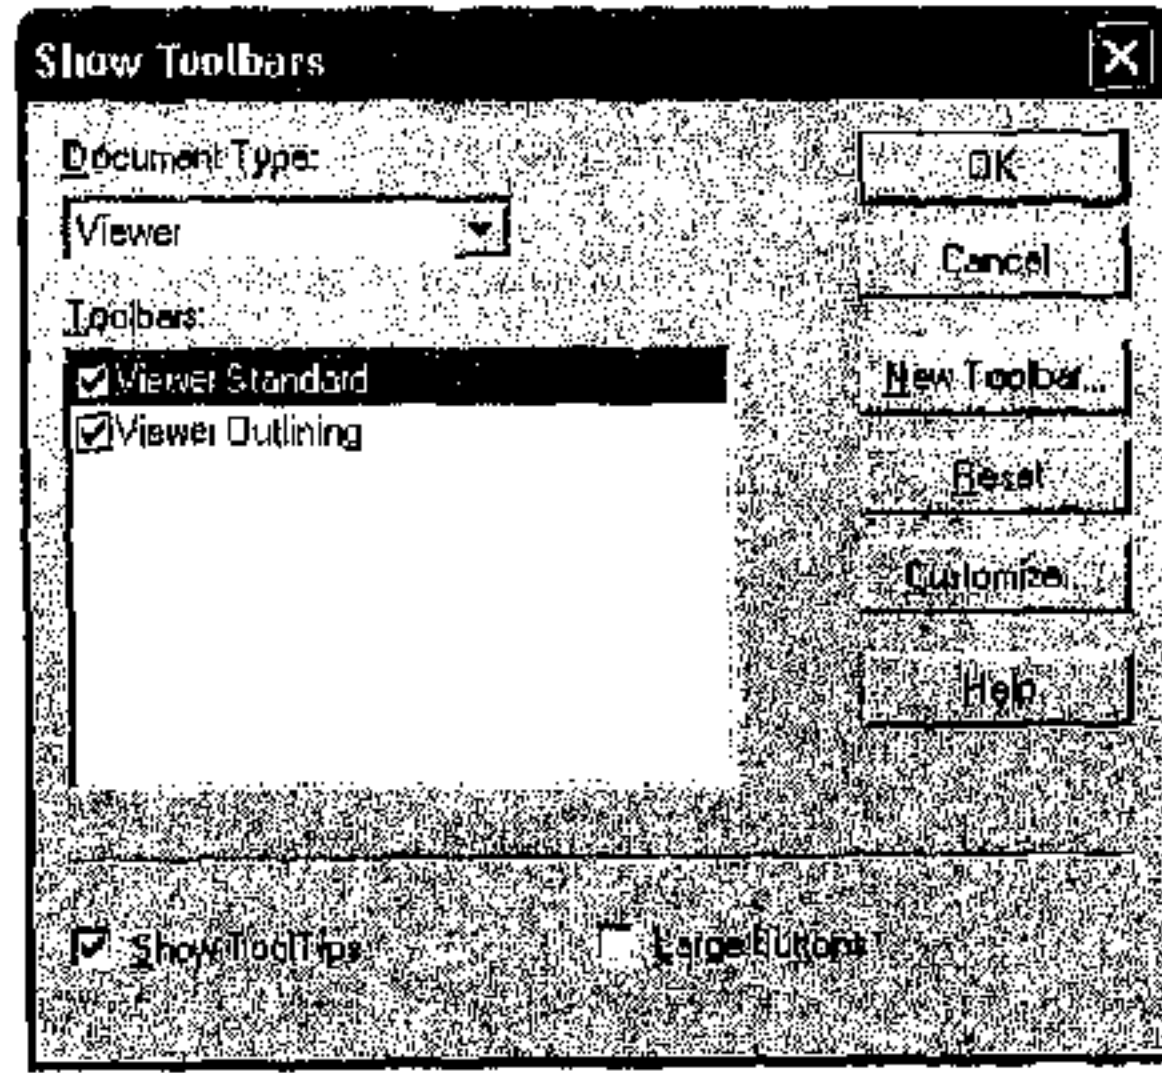 Show Toolbars
Document Type:
Viewer
Toolbars:
Viewer Standard
Viewer Outlining
OK
Cancel
New Toolbar...
Reset
Customize...
Help
Show ToolTips
Large Buttons